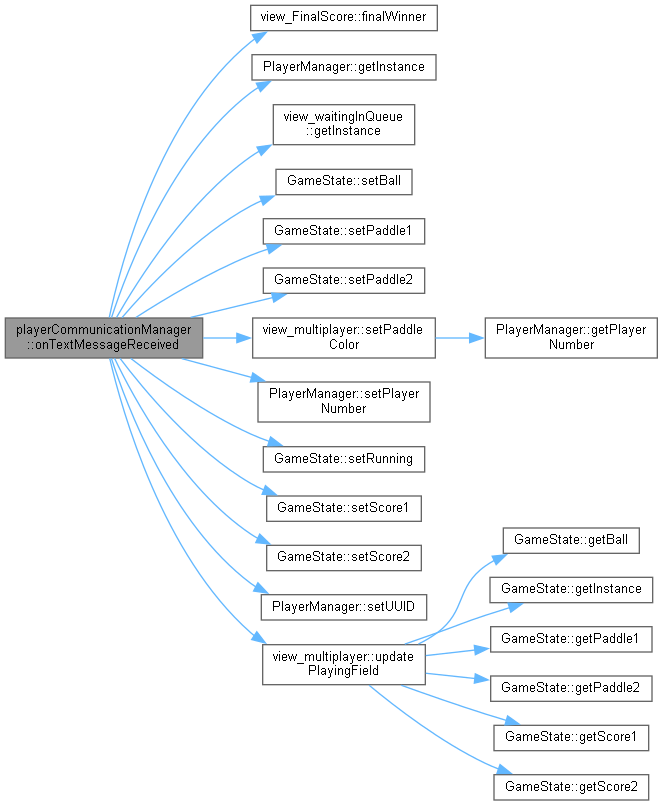 view_FinalScore::finalWinner
PlayerManager::getInstance
view_waitingInQueue
::getInstance
GameState::setBall
GameState::setPaddle1
GameState::setPaddle2
playerCommunicationManager
::onTextMessageReceived
view_multiplayer::setPaddle
Color
PlayerManager::getPlayer
Number
PlayerManager::setPlayer
Number
GameState::setRunning
GameState::setScore1
GameState::setScore2
PlayerManager::setUUID
view_multiplayer::update
PlayingField
GameState::getBall
GameState::getInstance
GameState::getPaddle1
GameState::getPaddle2
GameState::getScore1
GameState::getScore2